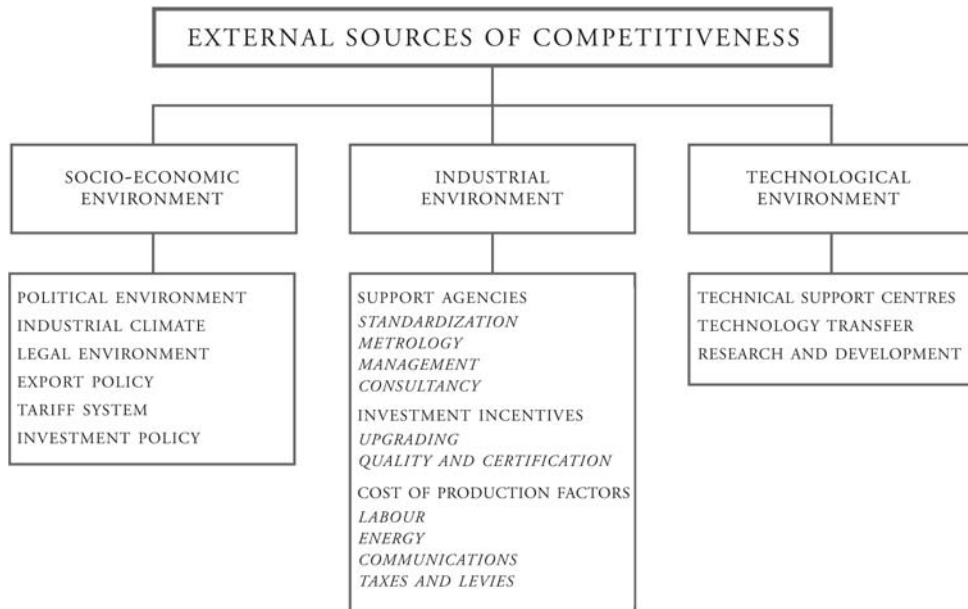 EXTERNAL SOURCES OF COMPETITIVENESS
SOCIO-ECONOMIC
ENVIRONMENT
POLITICAL ENVIRONMENT
INDUSTRIAL CLIMATE
LEGAL ENVIRONMENT
EXPORT POLICY
TARIFF SYSTEM
INVESTMENT POLICY
INDUSTRIAL
ENVIRONMENT
SUPPORT AGENCIES
STANDARDIZATION
METROLOGY
MANAGEMENT
CONSULTANCY
INVESTMENT INCENTIVES
UPGRADING
QUALITY AND CERTIFICATION
COST OF PRODUCTION FACTORS
LABOUR
ENERGY
COMMUNICATIONS
TAXES AND LEVIES
TECHNOLOGICAL
ENVIRONMENT
TECHNICAL SUPPORT CENTRES
TECHNOLOGY TRANSFER
RESEARCH AND DEVELOPMENT